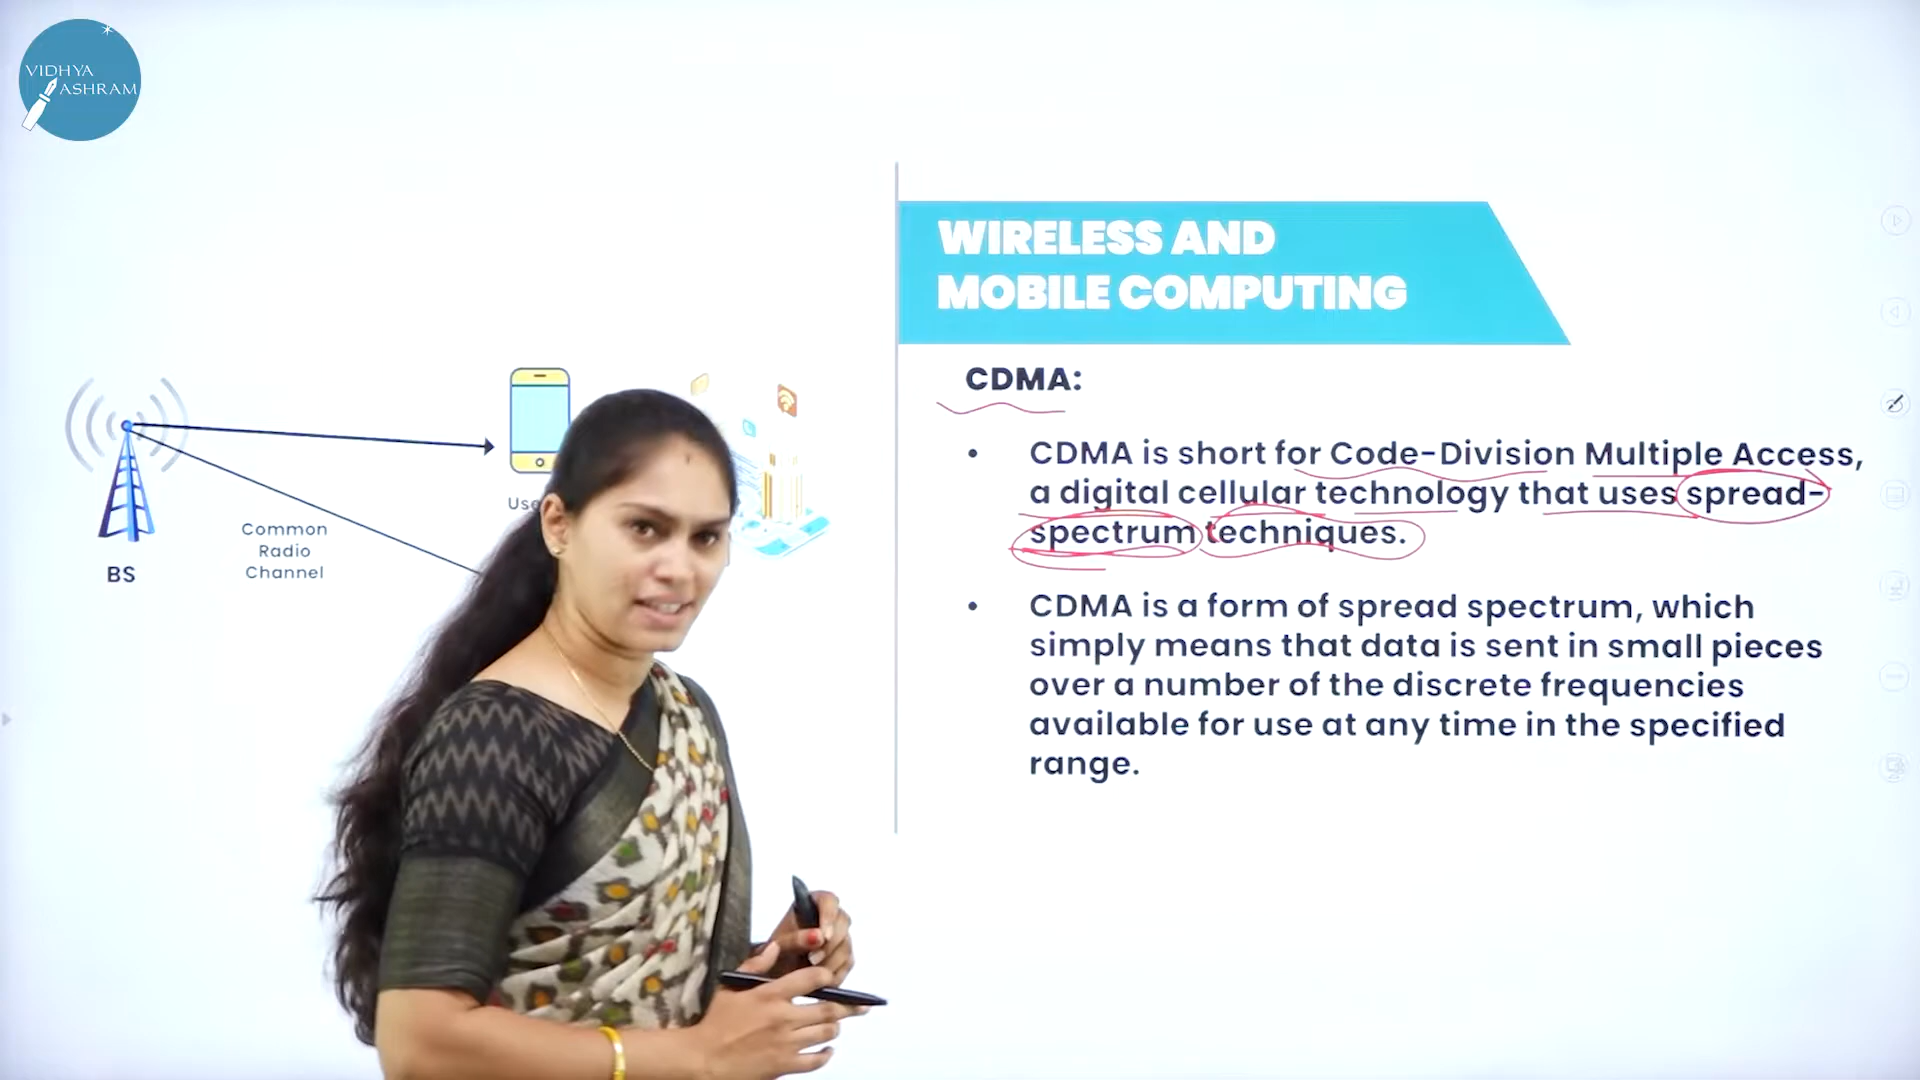 VIDHYA
ASHRAM
WIRELESS AND
MOBILE COMPUTING
CDMA:
• CDMA is short for Code-Division Multiple Access,
a digital cellular technology that uses spread-
spectrum techniques.
• CDMA is a form of spread spectrum, which
simply means that data is sent in small pieces
over a number of the discrete frequencies
available for use at any time in the specified
range.
Common
Radio
Channel
BS